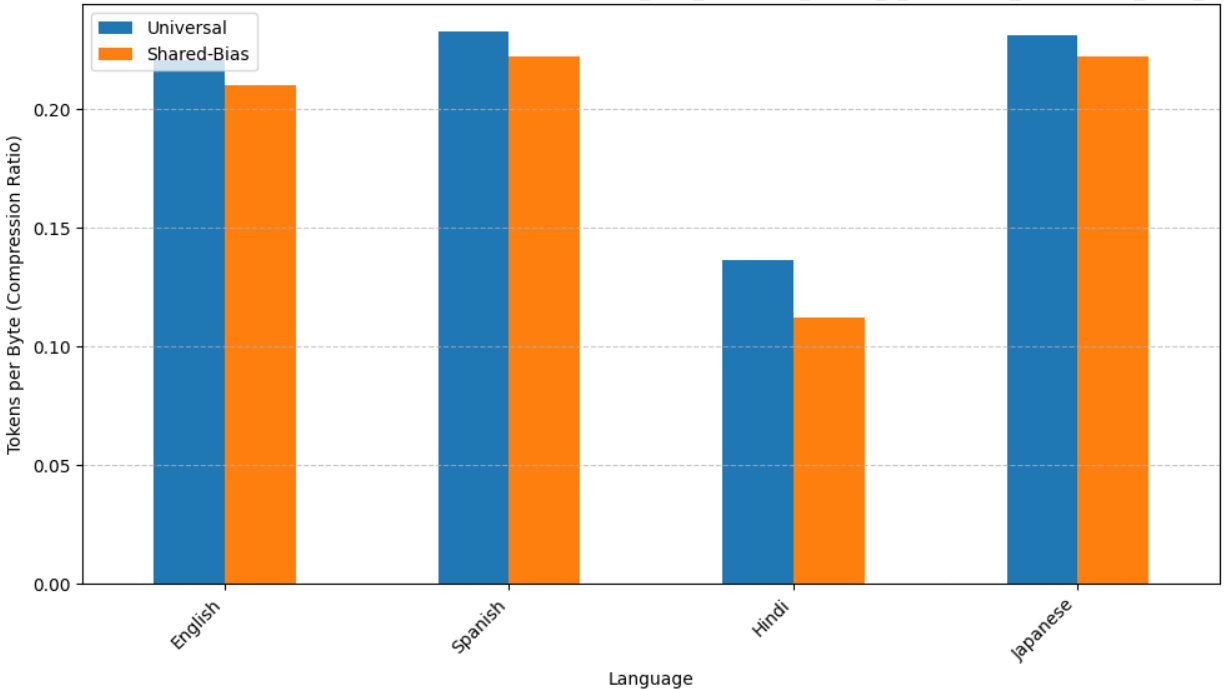 Universal
Shared-Bias
Tokens per Byte (Compression Ratio)
0.20
0.15
0.10
0.05
0.00
English
Spanish
Hindi
Japanese
Language